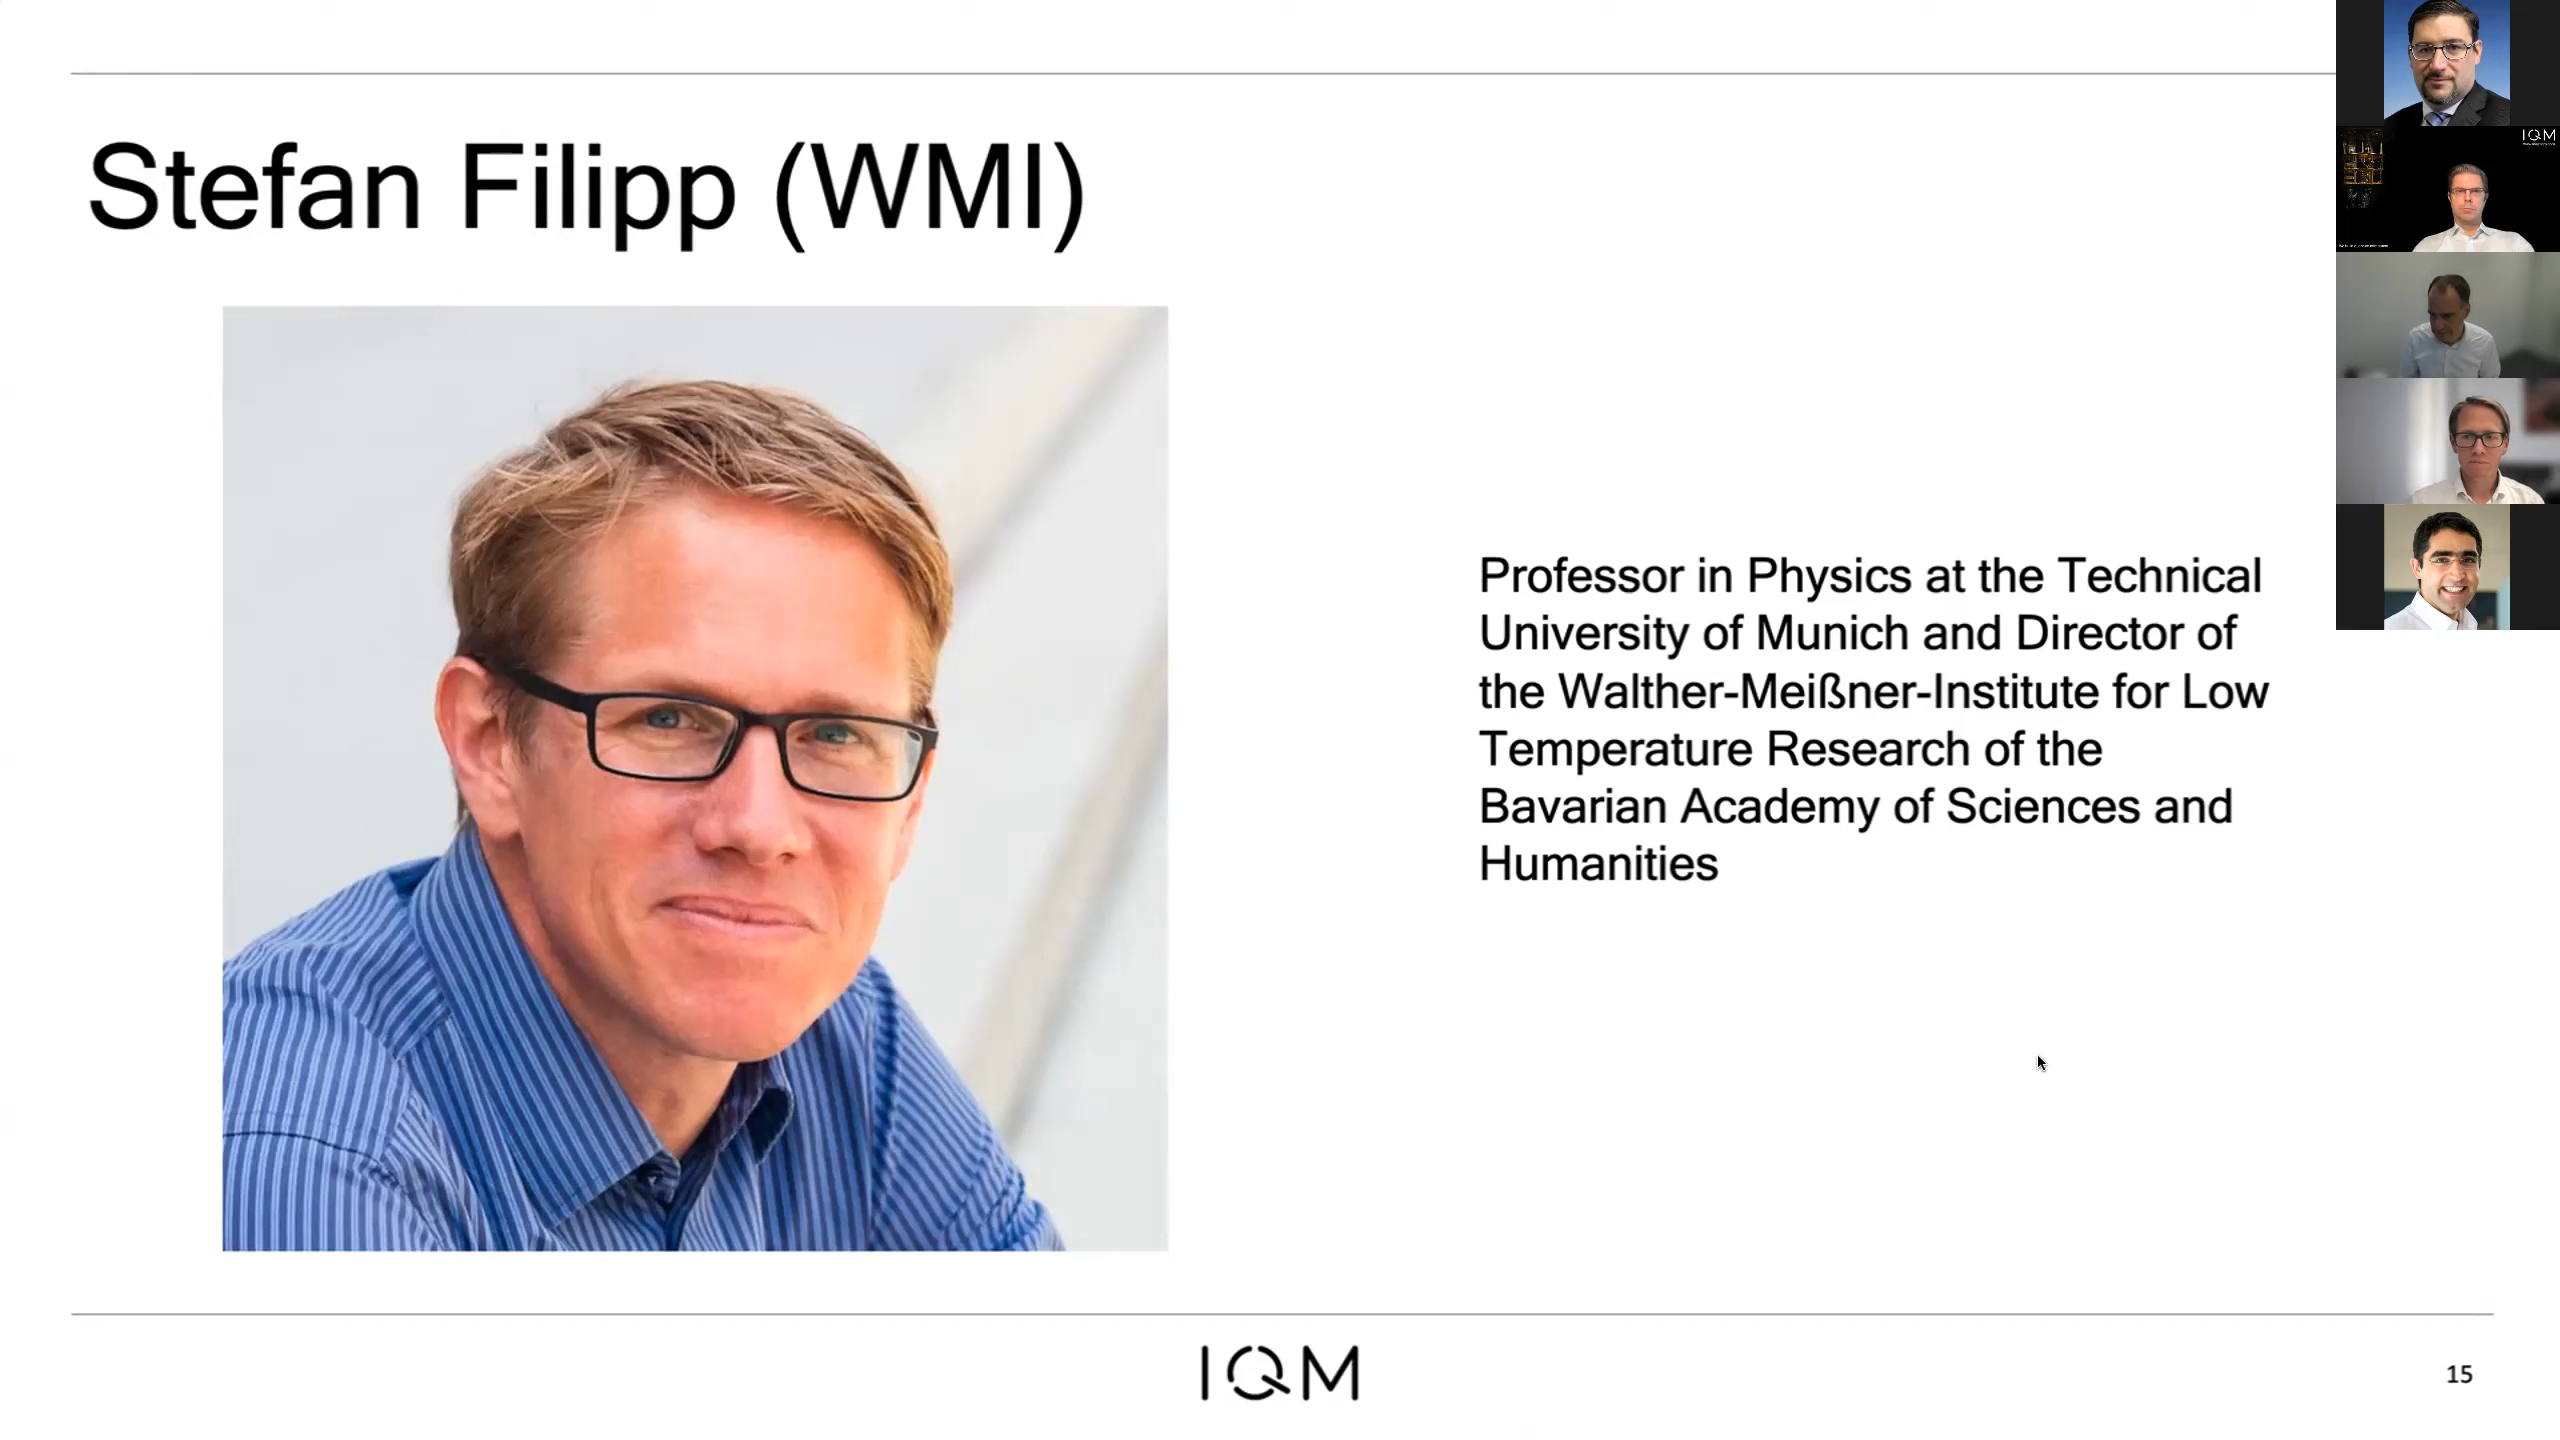 Stefan Filipp (WMI)
IQM
Professor in Physics at the Technical
University of Munich and Director of
the Walther-Meißner-Institute for Low
Temperature Research of the
Bavarian Academy of Sciences and
Humanities
IQM
15